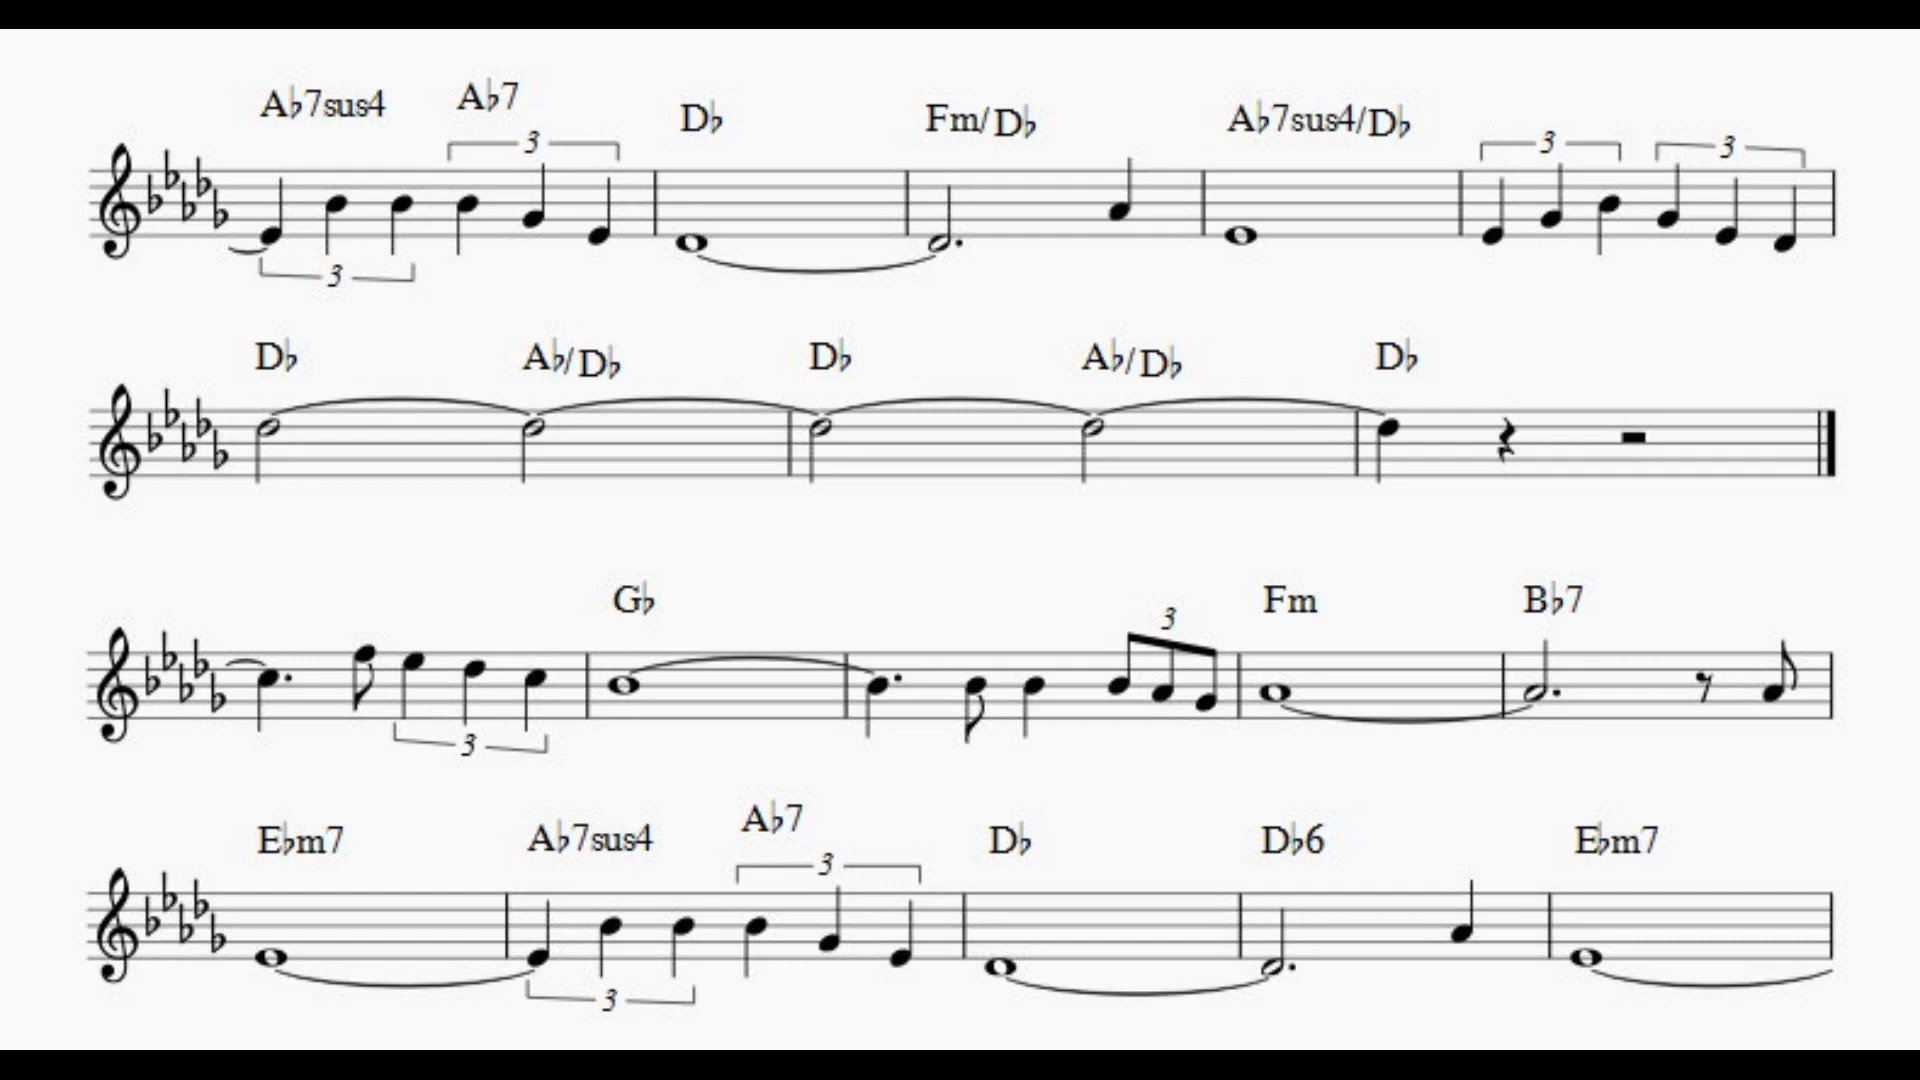 A♭7sus4 A♭7 D♭ Fm/D♭ A♭7sus4/D♭
3 3 3
3
D♭ A♭/D♭ D♭ A♭/D♭ D♭
G♭ Fm B♭7
3
3
E♭m7 A♭7sus4 A♭7 D♭ D♭6 E♭m7
3
3